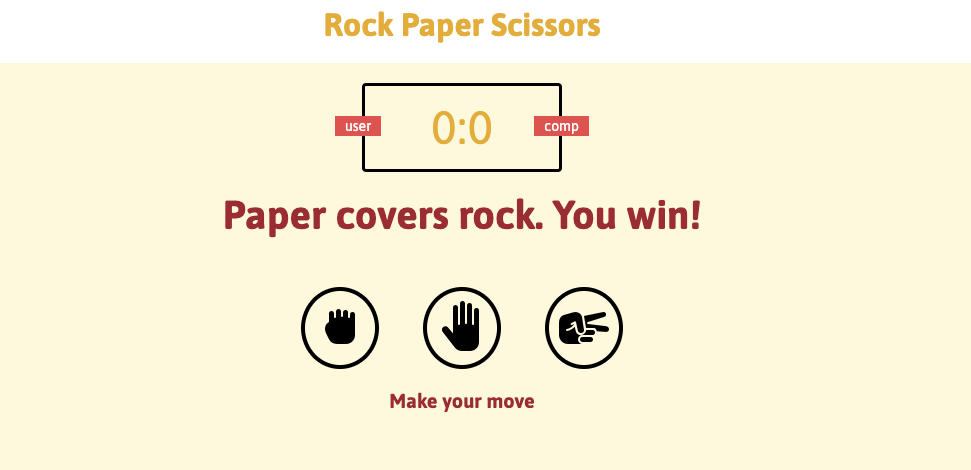 Rock Paper Scissors
user
0:0
comp
Paper covers rock. You win!
Make your move